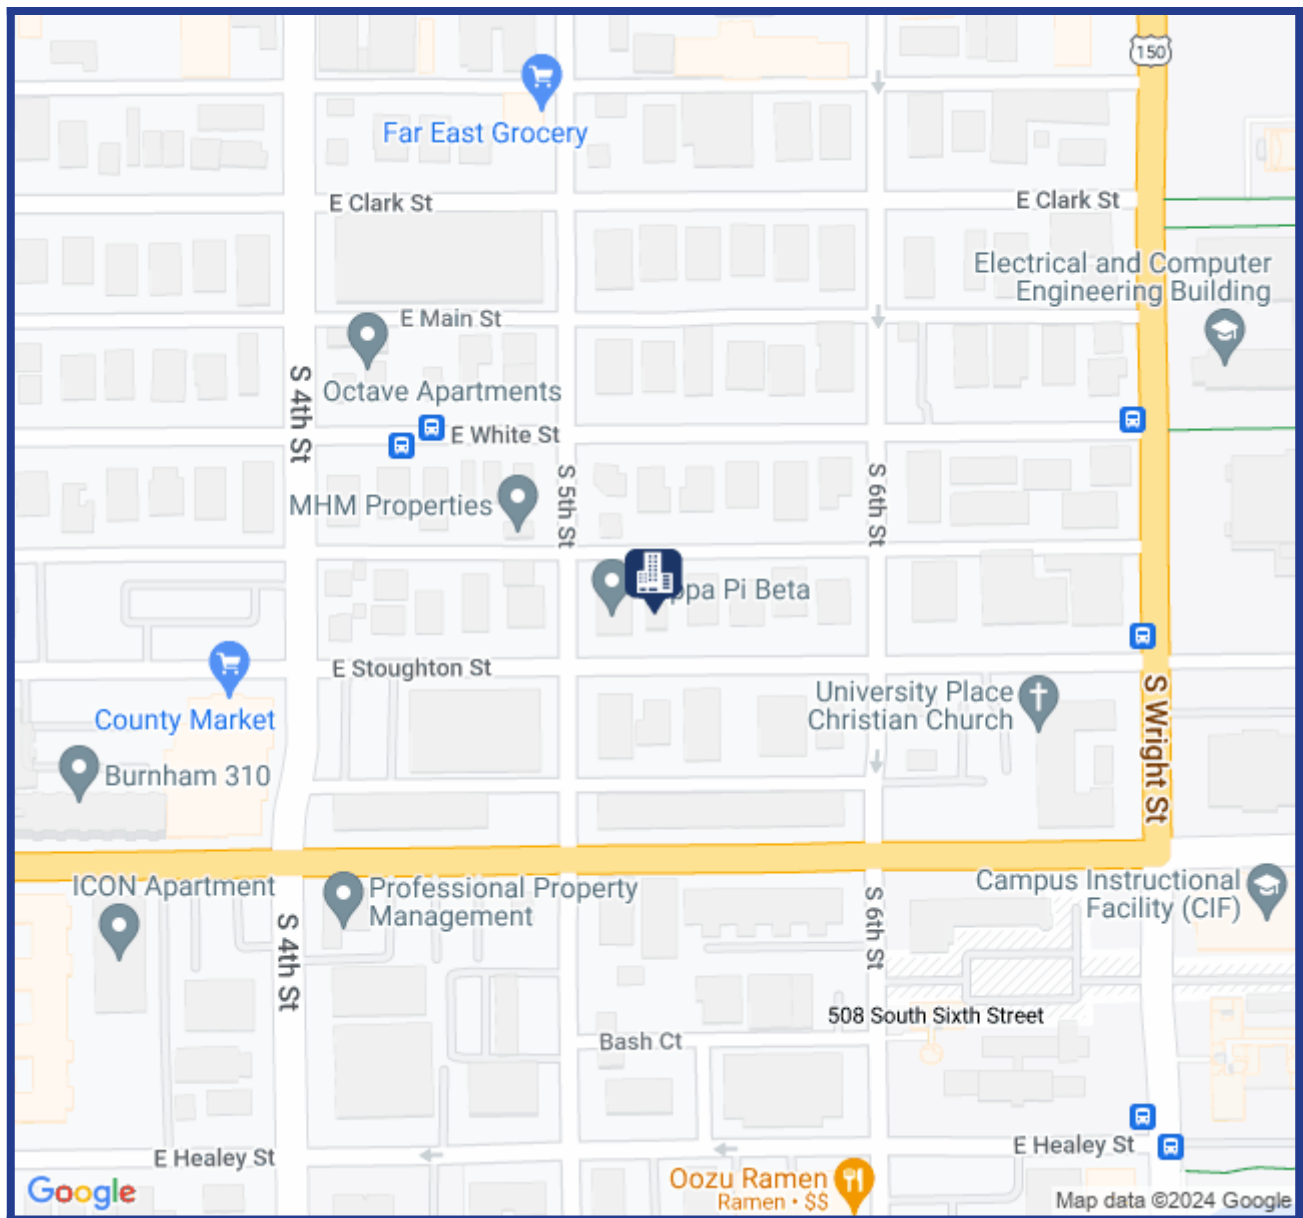 150
Far East Grocery
E Clark St
E Clark St
Electrical and Computer
Engineering Building
E Main St
Octave Apartments
S 4th St
E White St
S 5th St
S 6th St
MHM Properties
ppa Pi Beta
E Stoughton St
County Market
University Place
Christian Church
S Wright St
Burnham 310
ICON Apartment
Professional Property
Management
Campus Instructional
Facility (CIF)
S 4th St
S 6th St
508 South Sixth Street
Bash Ct
E Healey St
E Healey St
Oozu Ramen
Ramen • $$
Google
Map data ©2024 Google